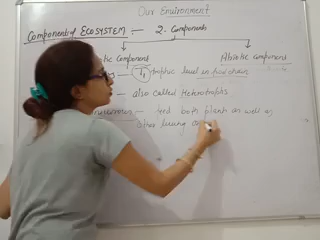 Our Environment
Components of ECOSYSTEM :- 2. Components
Component Abiotic Component
trophic level in food chain
- also called Heterotrophs
- feed both plants as well as
other living